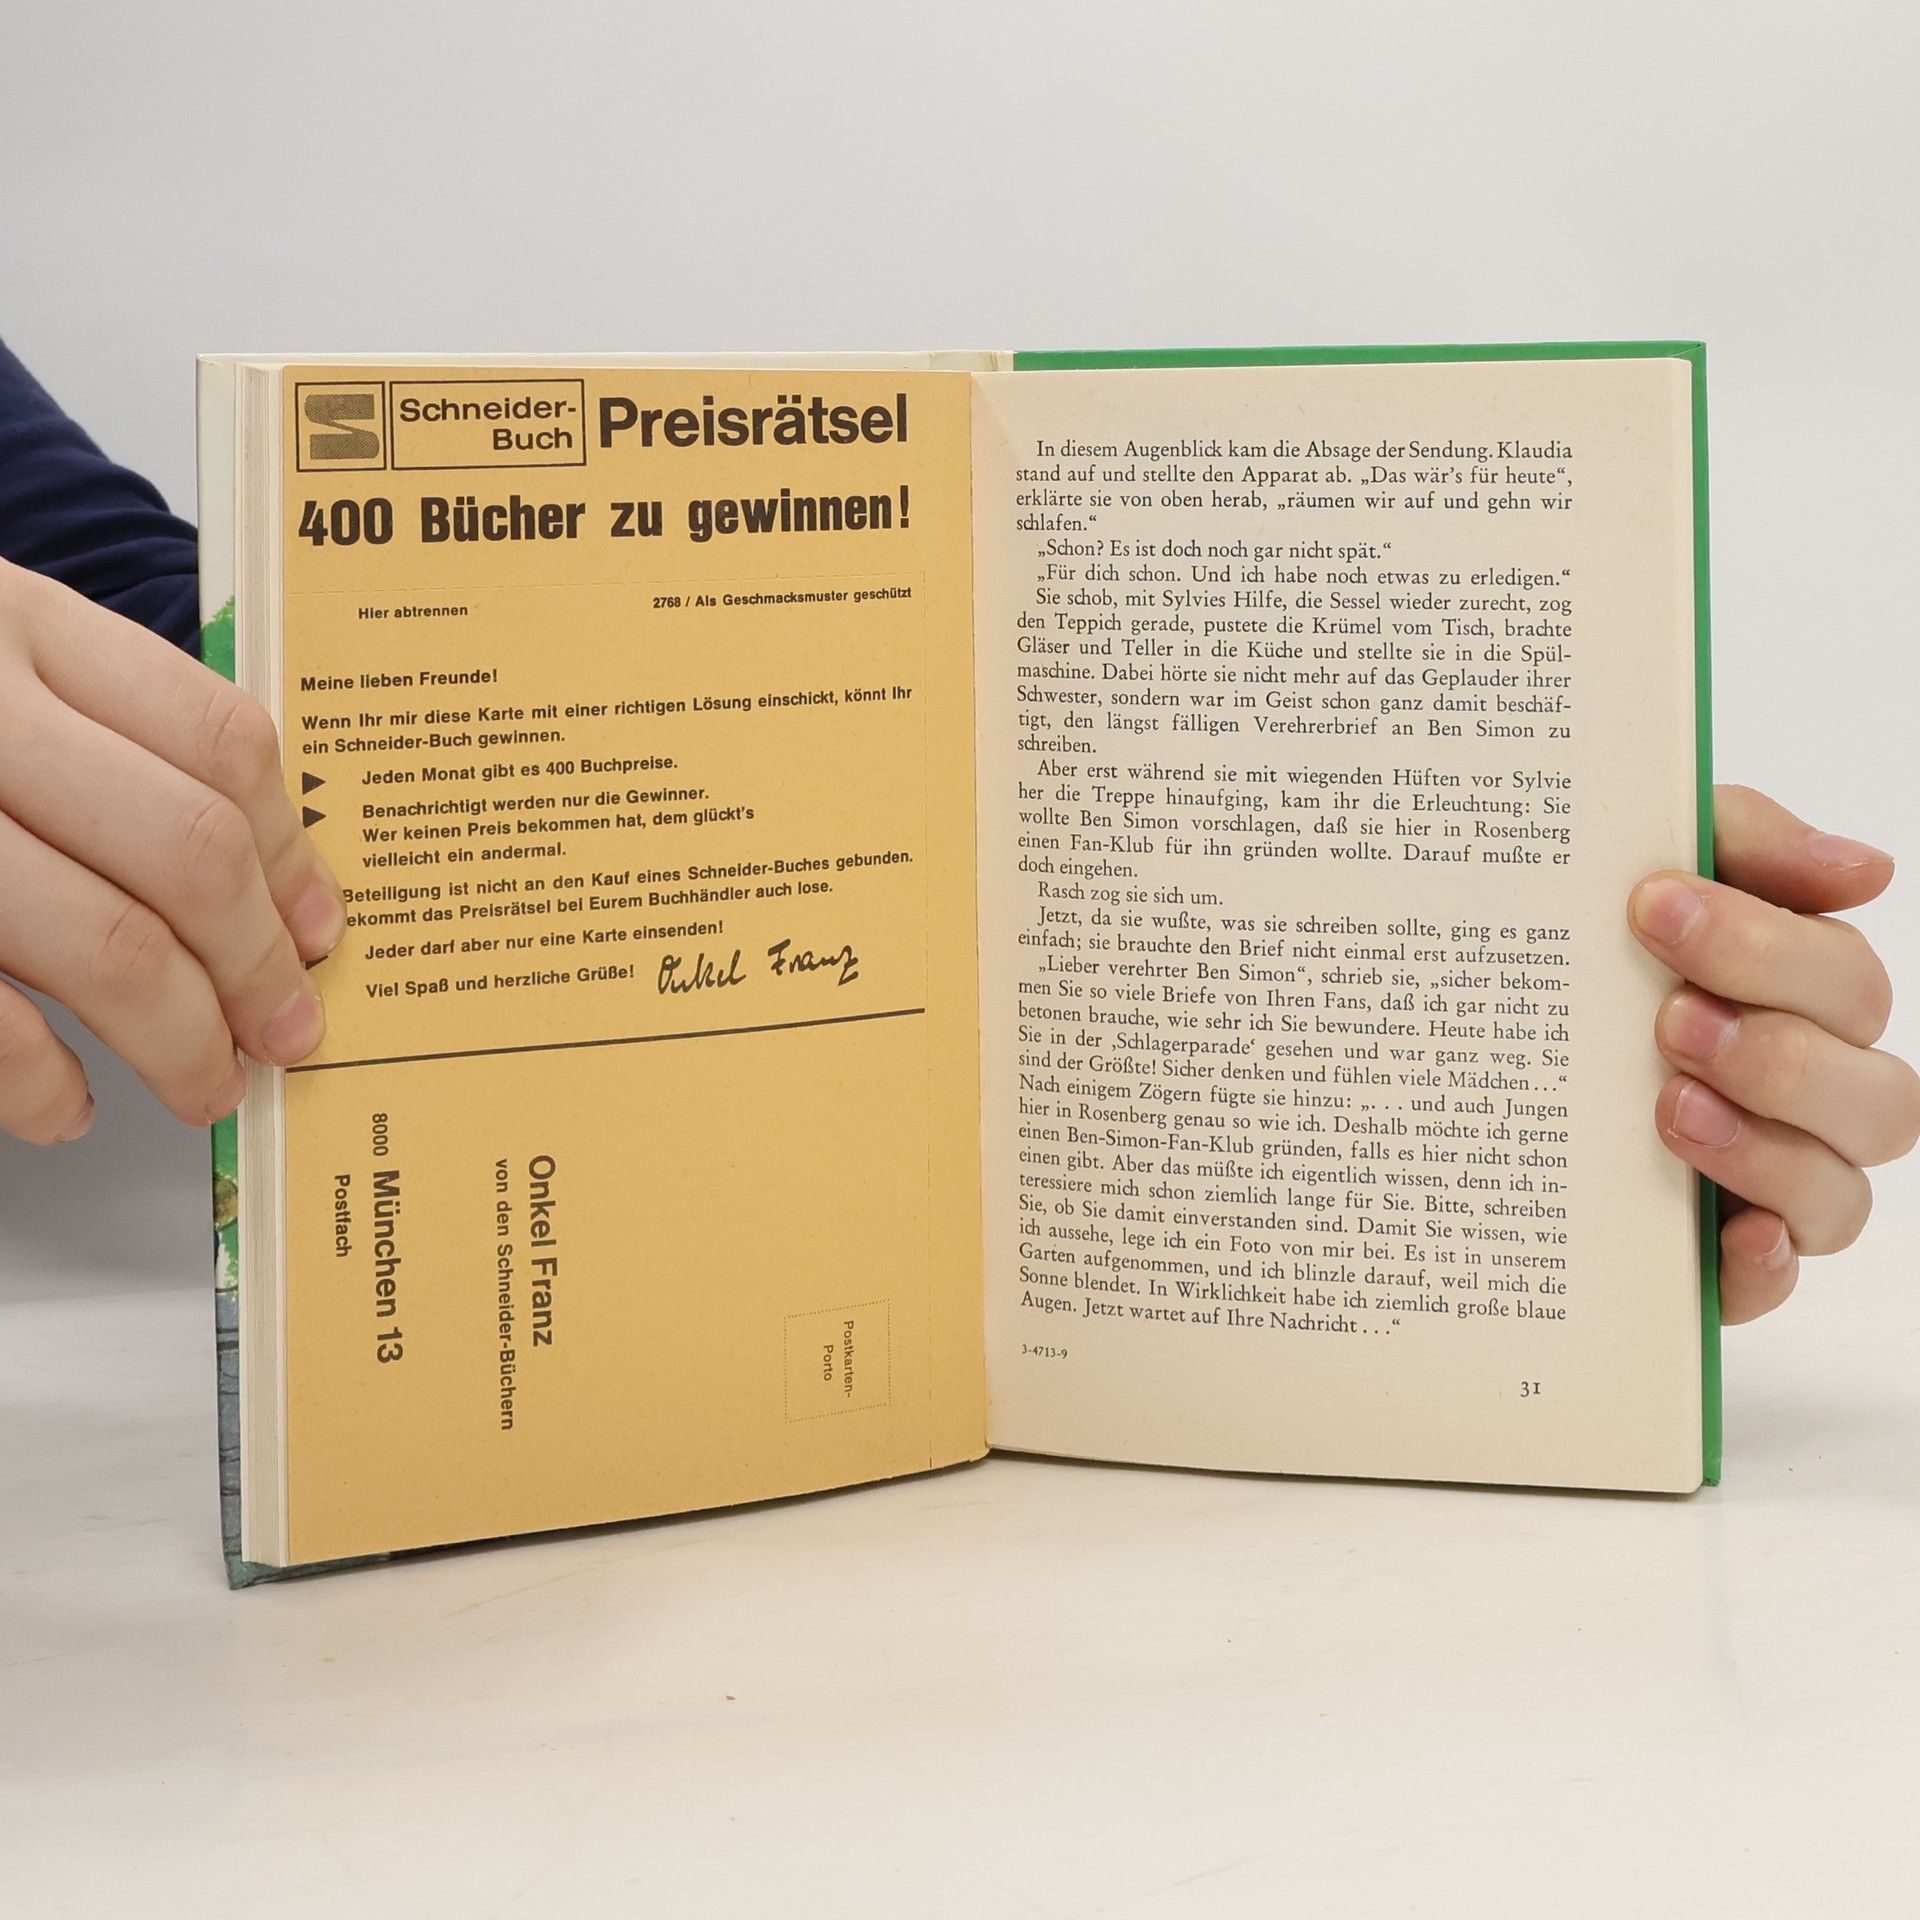 Schneider-
Buch
Preisrätsel
400 Bücher zu gewinnen!
Hier abtrennen
2768 / Als Geschmacksmuster geschützt
Meine lieben Freunde!
Wenn Ihr mir diese Karte mit einer richtigen Lösung einschickt, könnt Ihr
ein Schneider-Buch gewinnen.
Jeden Monat gibt es 400 Buchpreise.
Benachrichtigt werden nur die Gewinner.
Wer keinen Preis bekommen hat, dem glückt's
vielleicht ein andermal.
Beteiligung ist nicht an den Kauf eines Schneider-Buches gebunden.
ekommt das Preisrätsel bei Eurem Buchhändler auch lose.
Jeder darf aber nur eine Karte einsenden!
Viel Spaß und herzliche Grüße! Onkel Franz
Postkarten-
Porto
Onkel Franz
von den Schneider-Büchern
8000 München 13
Postfach
In diesem Augenblick kam die Absage der Sendung. Klaudia
stand auf und stellte den Apparat ab. „Das wär's für heute“,
erklärte sie von oben herab, „räumen wir auf und gehn wir
schlafen.“
„Schon? Es ist doch noch gar nicht spät.“
„Für dich schon. Und ich habe noch etwas zu erledigen.“
Sie schob, mit Sylvies Hilfe, die Sessel wieder zurecht, zog
den Teppich gerade, pustete die Krümel vom Tisch, brachte
Gläser und Teller in die Küche und stellte sie in die Spül-
maschine. Dabei hörte sie nicht mehr auf das Geplauder ihrer
Schwester, sondern war im Geist schon ganz damit beschäf-
tigt, den längst fälligen Verehrerbrief an Ben Simon zu
schreiben.
Aber erst während sie mit wiegenden Hüften vor Sylvie
her die Treppe hinaufging, kam ihr die Erleuchtung: Sie
wollte Ben Simon vorschlagen, daß sie hier in Rosenberg
einen Fan-Klub für ihn gründen wollte. Darauf mußte er
doch eingehen.
Rasch zog sie sich um.
Jetzt, da sie wußte, was sie schreiben sollte, ging es ganz
einfach; sie brauchte den Brief nicht einmal erst aufzusetzen.
„Lieber verehrter Ben Simon“, schrieb sie, „sicher bekom-
men Sie so viele Briefe von Ihren Fans, daß ich gar nicht zu
betonen brauche, wie sehr ich Sie bewundere. Heute habe ich
Sie in der ‚Schlagerparade‘ gesehen und war ganz weg. Sie
sind der Größte! Sicher denken und fühlen viele Mädchen . . .“
Nach einigem Zögern fügte sie hinzu: „. . . und auch Jungen
hier in Rosenberg genau so wie ich. Deshalb möchte ich gerne
einen Ben-Simon-Fan-Klub gründen, falls es hier nicht schon
einen gibt. Aber das müßte ich eigentlich wissen, denn ich in-
teressiere mich schon ziemlich lange für Sie. Bitte, schreiben
Sie, ob Sie damit einverstanden sind. Damit Sie wissen, wie
ich aussehe, lege ich ein Foto von mir bei. Es ist in unserem
Garten aufgenommen, und ich blinzle darauf, weil mich die
Sonne blendet. In Wirklichkeit habe ich ziemlich große blaue
Augen. Jetzt wartet auf Ihre Nachricht . . .“
3-4713-9
31